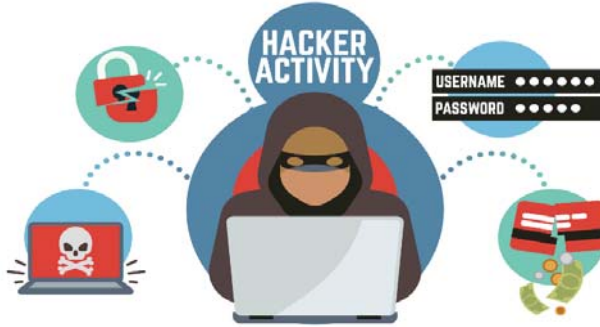 HACKER
ACTIVITY
USERNAME ●●●●●●
PASSWORD ●●●●●